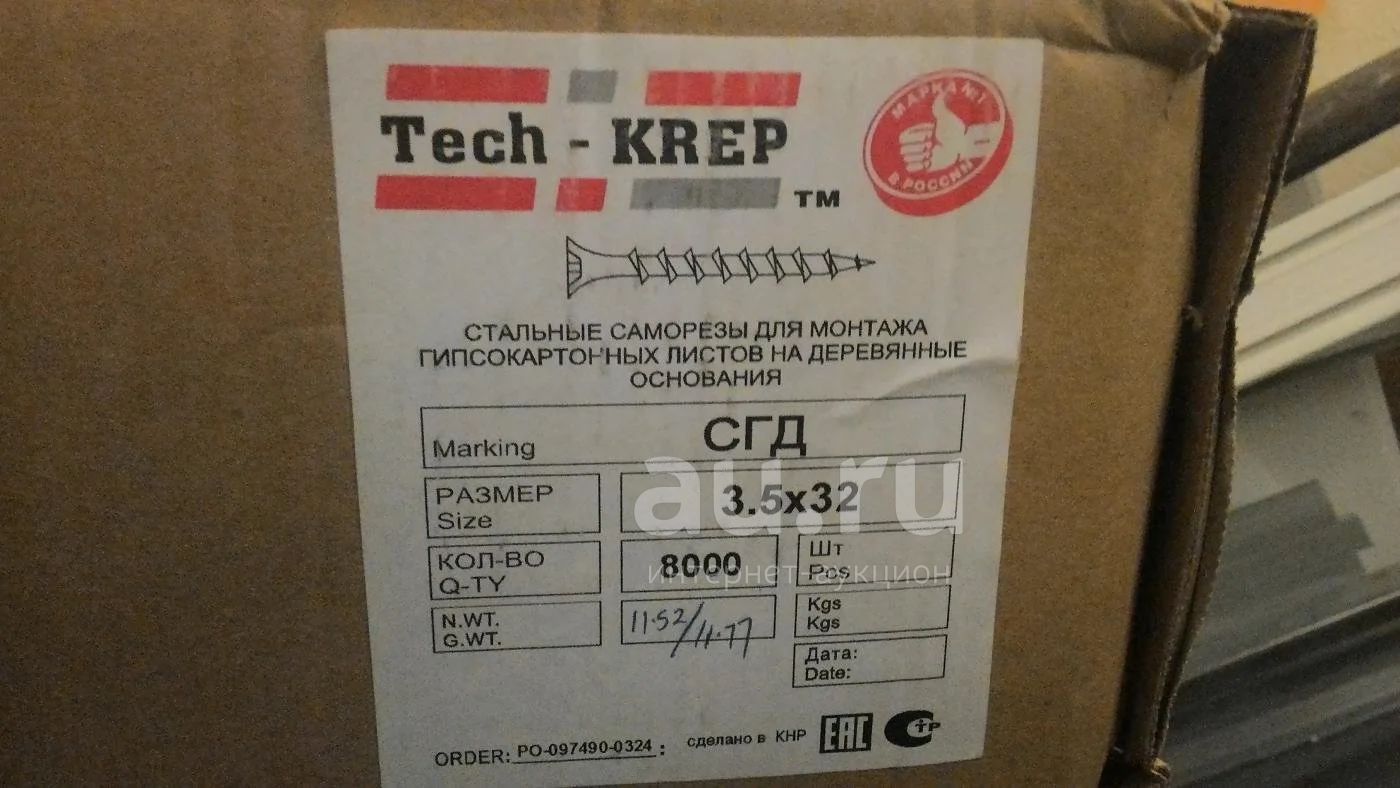 Tech - KREP
TM
МАРКА №1
В РОССИИ
СТАЛЬНЫЕ САМОРЕЗЫ ДЛЯ МОНТАЖА
ГИПСОКАРТОННЫХ ЛИСТОВ НА ДЕРЕВЯННЫЕ
ОСНОВАНИЯ
Marking СГД
РАЗМЕР
Size
3.5x32
КОЛ-ВО
Q-TY
8000
Шт
Pcs
N.WT.
G.WT.
11.52/11.77
Kgs
Kgs
Дата:
Date:
ORDER: PO-097490-0324 : сделано в КНР EAC
au.ru
интернет-аукцион